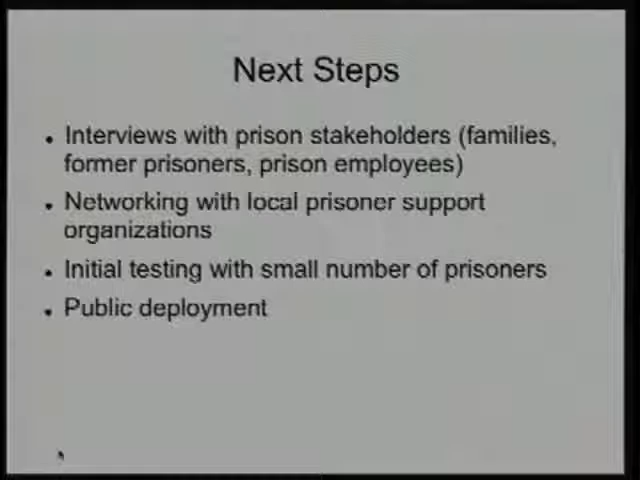 Next Steps
• Interviews with prison stakeholders (families,
former prisoners, prison employees)
• Networking with local prisoner support
organizations
• Initial testing with small number of prisoners
• Public deployment